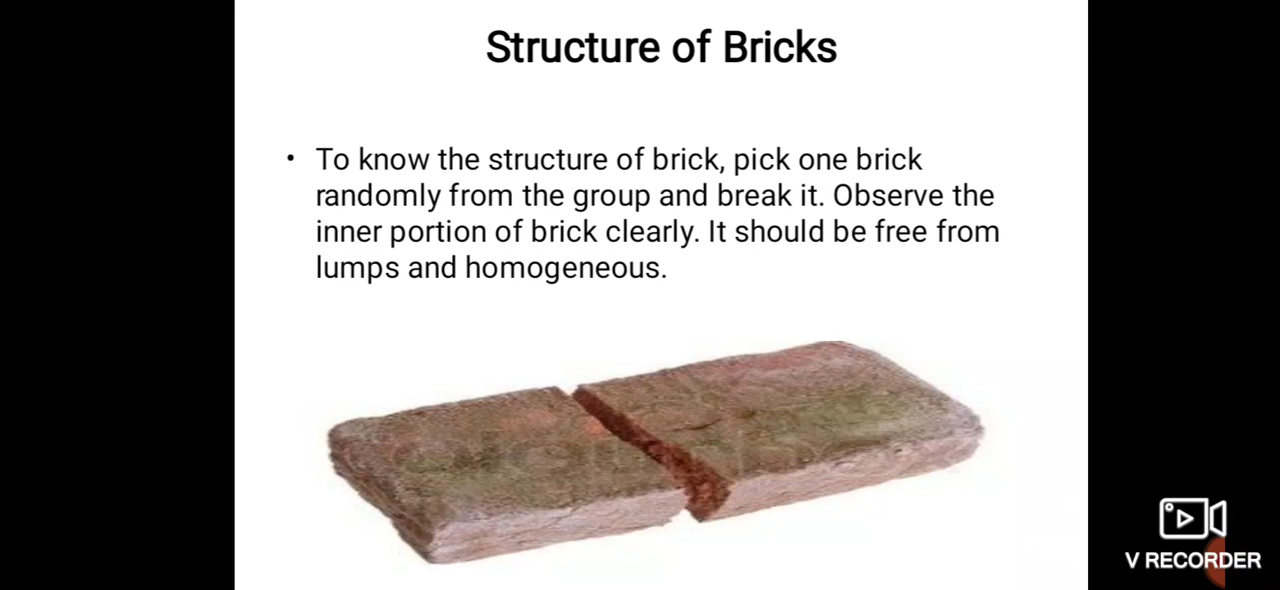 Structure of Bricks
• To know the structure of brick, pick one brick
randomly from the group and break it. Observe the
inner portion of brick clearly. It should be free from
lumps and homogeneous.
V RECORDER